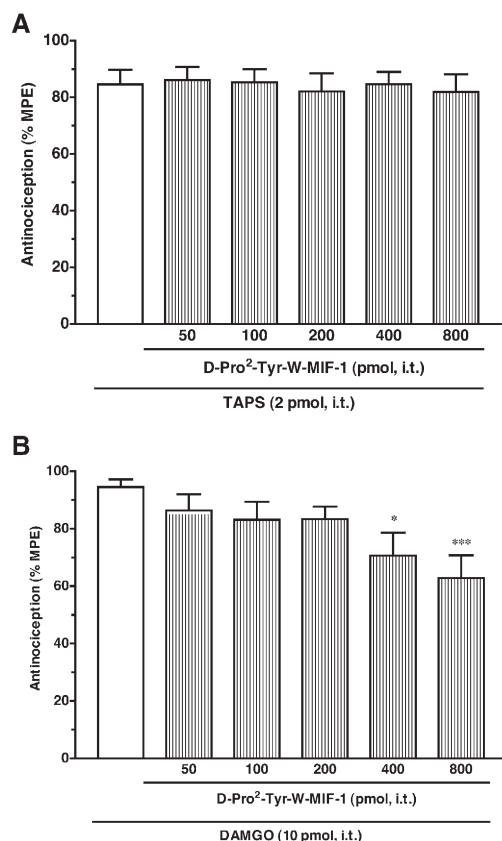 A
Antinociception (% MPE)
100
80
60
40
20
0
50 100 200 400 800
D-Pro²-Tyr-W-MIF-1 (pmol, i.t.)
TAPS (2 pmol, i.t.)
B
Antinociception (% MPE)
100
80
60
40
20
0
*
***
50 100 200 400 800
D-Pro²-Tyr-W-MIF-1 (pmol, i.t.)
DAMGO (10 pmol, i.t.)